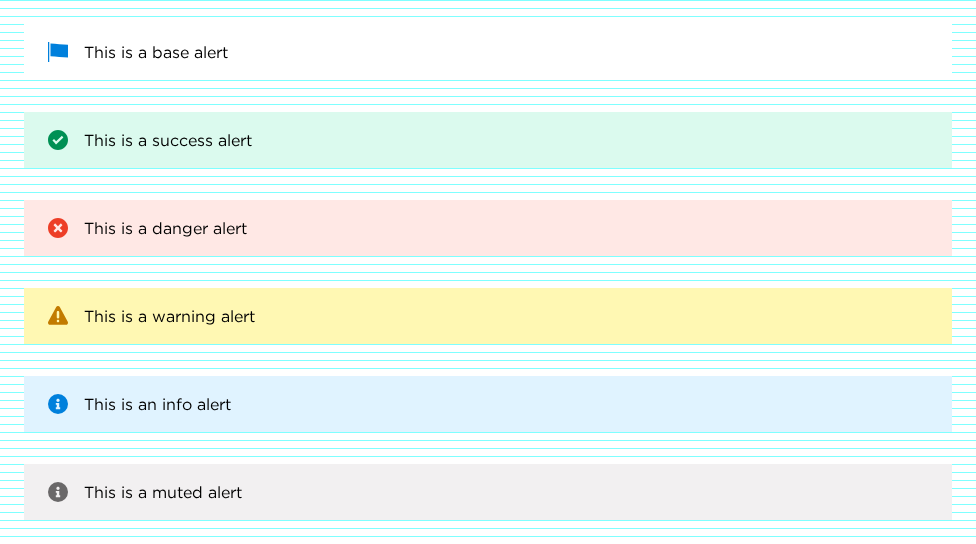 This is a base alert
This is a success alert
This is a danger alert
This is a warning alert
This is an info alert
This is a muted alert